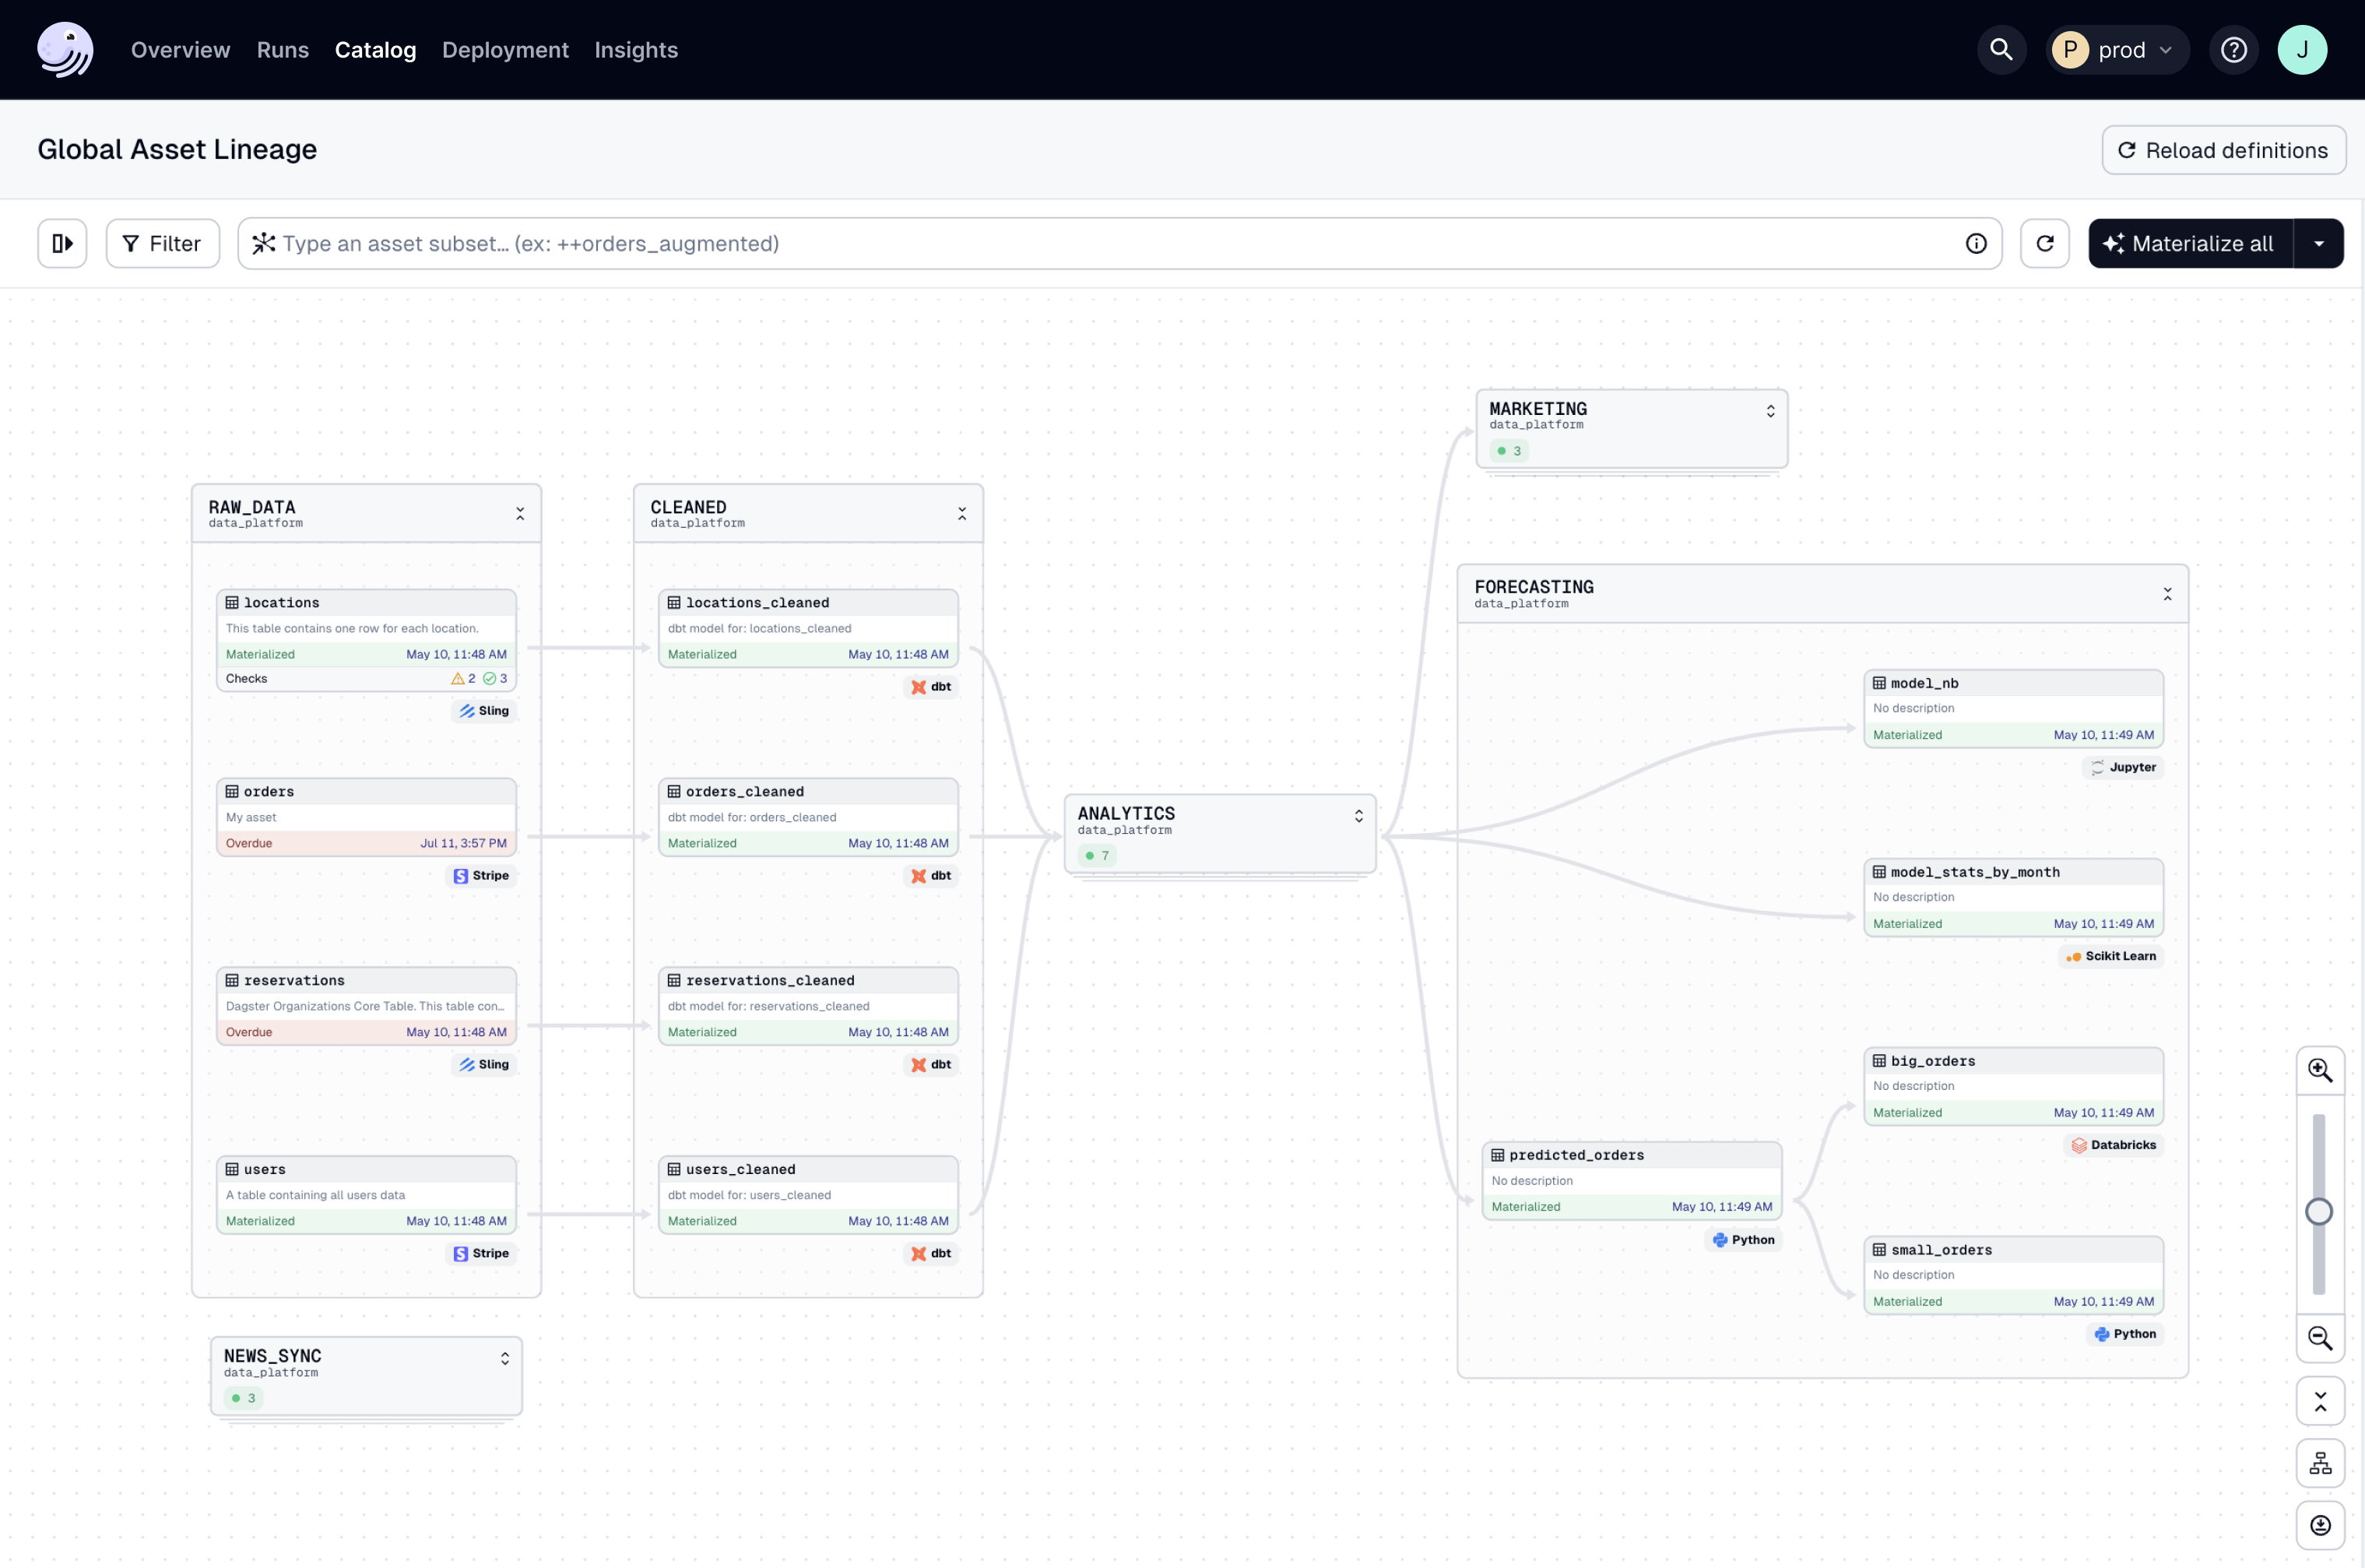 Overview Runs Catalog Deployment Insights P prod J
Global Asset Lineage
Reload definitions
Filter
Type an asset subset… (ex: ++orders_augmented)
Materialize all
RAW_DATA
data_platform
locations
This table contains one row for each location.
Materialized May 10, 11:48 AM
Checks 2 3
Sling
orders
My asset
Overdue Jul 11, 3:57 PM
Stripe
reservations
Dagster Organizations Core Table. This table con…
Overdue May 10, 11:48 AM
Sling
users
A table containing all users data
Materialized May 10, 11:48 AM
Stripe
NEWS_SYNC
data_platform
3
CLEANED
data_platform
locations_cleaned
dbt model for: locations_cleaned
Materialized May 10, 11:48 AM
dbt
orders_cleaned
dbt model for: orders_cleaned
Materialized May 10, 11:48 AM
dbt
reservations_cleaned
dbt model for: reservations_cleaned
Materialized May 10, 11:48 AM
dbt
users_cleaned
dbt model for: users_cleaned
Materialized May 10, 11:48 AM
dbt
ANALYTICS
data_platform
7
MARKETING
data_platform
3
FORECASTING
data_platform
model_nb
No description
Materialized May 10, 11:49 AM
Jupyter
model_stats_by_month
No description
Materialized May 10, 11:49 AM
Scikit Learn
predicted_orders
No description
Materialized May 10, 11:49 AM
Python
big_orders
No description
Materialized May 10, 11:49 AM
Databricks
small_orders
No description
Materialized May 10, 11:49 AM
Python